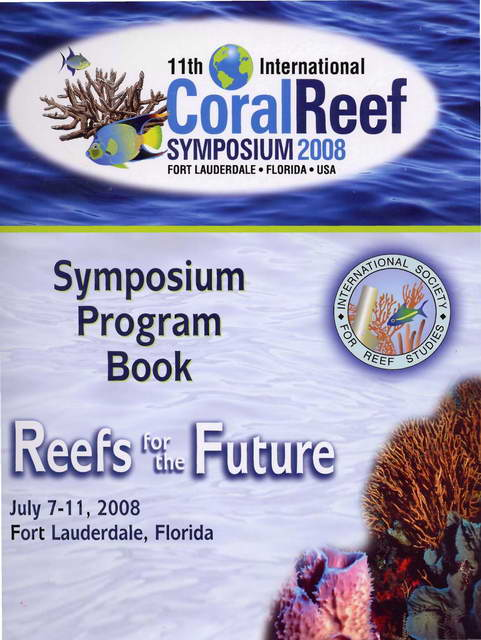 11th International
CoralReef
SYMPOSIUM 2008
FORT LAUDERDALE • FLORIDA • USA
Symposium
Program
Book
INTERNATIONAL SOCIETY
FOR REEF STUDIES
Reefs for the Future
July 7-11, 2008
Fort Lauderdale, Florida